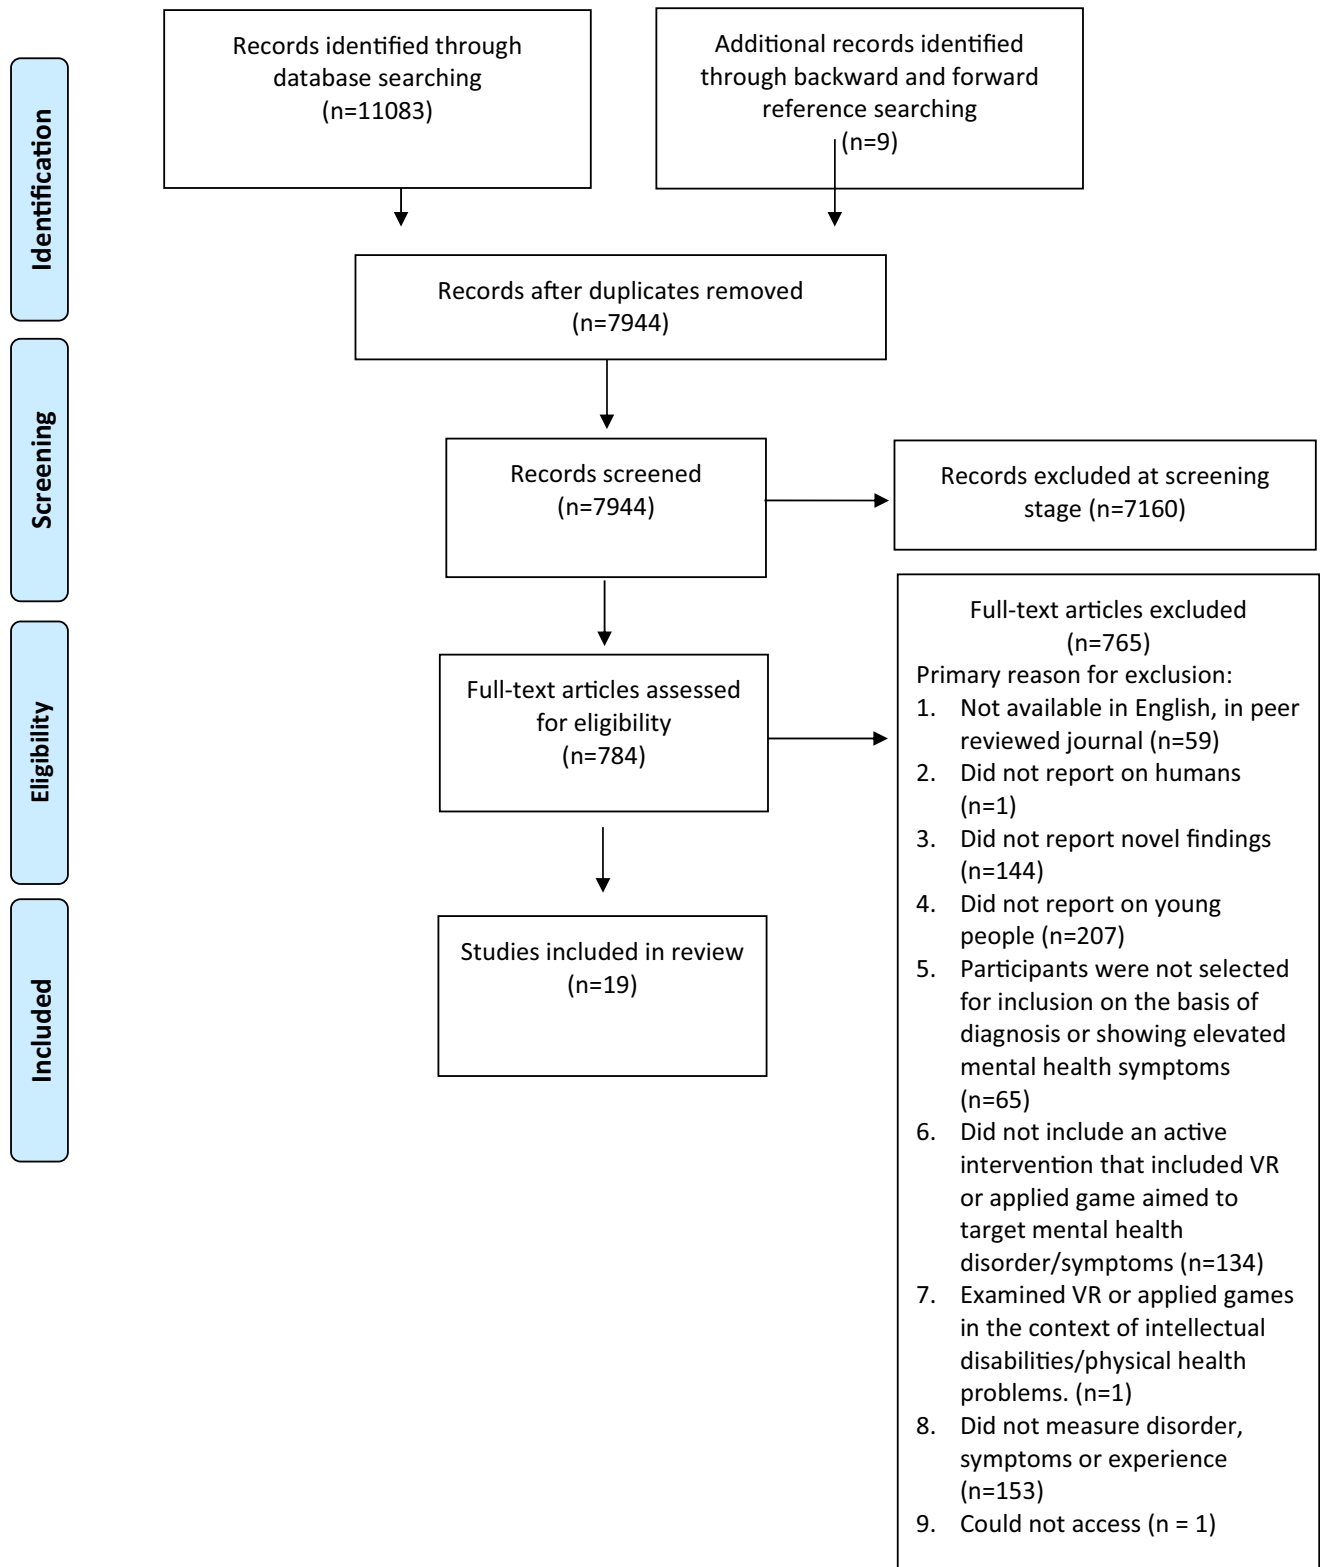 Records identified through
database searching
(n=11083)
Additional records identified
through backward and forward
reference searching
(n=9)
Identification
Records after duplicates removed
(n=7944)
Screening
Records screened
(n=7944)
Records excluded at screening
stage (n=7160)
Eligibility
Full-text articles assessed
for eligibility
(n=784)
Full-text articles excluded
(n=765)
Primary reason for exclusion:
1. Not available in English, in peer
reviewed journal (n=59)
2. Did not report on humans
(n=1)
3. Did not report novel findings
(n=144)
4. Did not report on young
people (n=207)
5. Participants were not selected
for inclusion on the basis of
diagnosis or showing elevated
mental health symptoms
(n=65)
6. Did not include an active
intervention that included VR
or applied game aimed to
target mental health
disorder/symptoms (n=134)
7. Examined VR or applied games
in the context of intellectual
disabilities/physical health
problems. (n=1)
8. Did not measure disorder,
symptoms or experience
(n=153)
9. Could not access (n = 1)
Included
Studies included in review
(n=19)